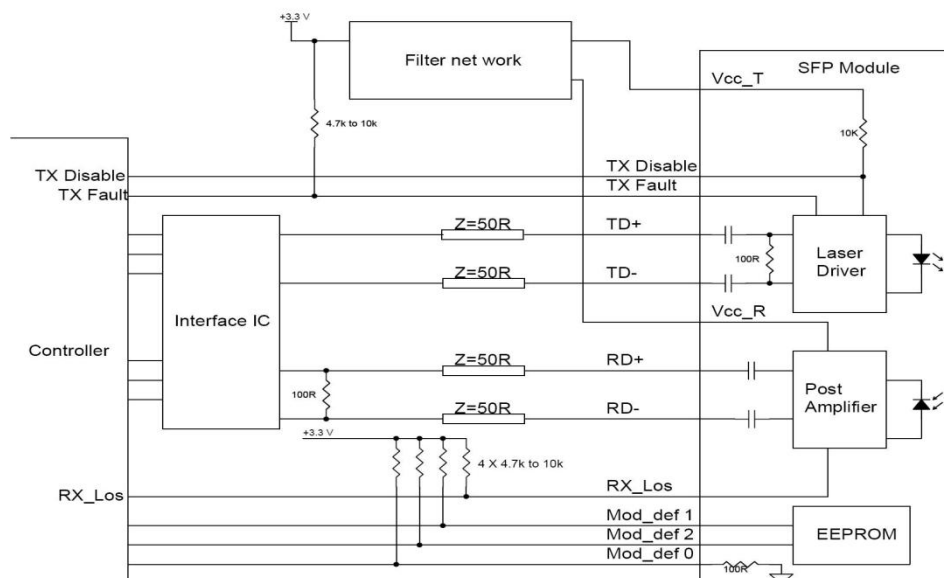 +3.3 V
Filter net work
SFP Module
Vcc_T
4.7k to 10k
10K
TX Disable
TX Disable
TX Fault
TX Fault
Z=50R
TD+
100R
Laser
Driver
Z=50R
TD-
Interface IC
Vcc_R
Controller
Z=50R
RD+
100R
Post
Amplifier
Z=50R
RD-
+3.3 V
4 X 4.7k to 10k
RX_Los
RX_Los
Mod_def 1
Mod_def 2
Mod_def 0
EEPROM
100R